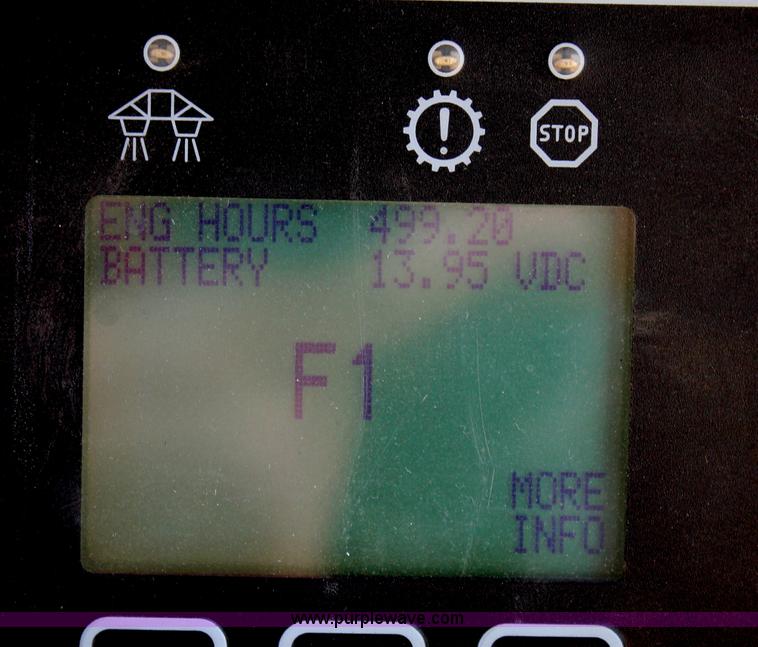 !
STOP
ENG HOURS 499.20
BATTERY 13.95 VDC
F1
MORE
INFO
www.purplewave.com